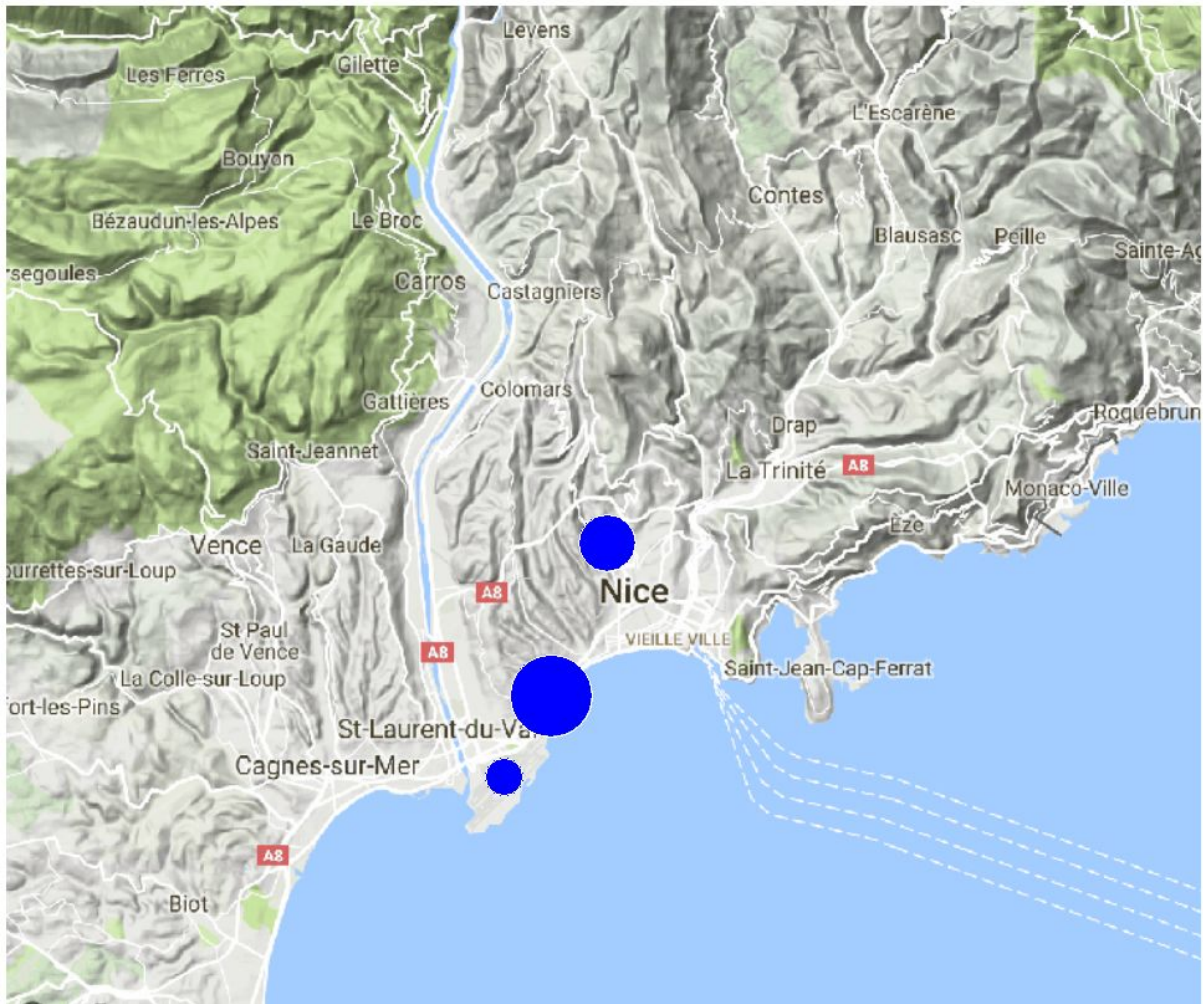 Levens
Gilette
Les Ferres
L'Escarène
Bouyon
Contes
Bézaudun-les-Alpes
Le Broc
Blausasc
Peille
Sainte-Ag
rsegoules
Carros
Castagniers
Colomars
Gattières
Roquebrun
Drap
Saint-Jeannet
La Trinité
A8
Monaco-Ville
Èze
Vence
La Gaude
ourrettes-sur-Loup
A8
Nice
St Paul
de Vence
VIEILLE VILLE
A8
La Colle-sur-Loup
Saint-Jean-Cap-Ferrat
fort-les-Pins
St-Laurent-du-Va
Cagnes-sur-Mer
A8
Biot